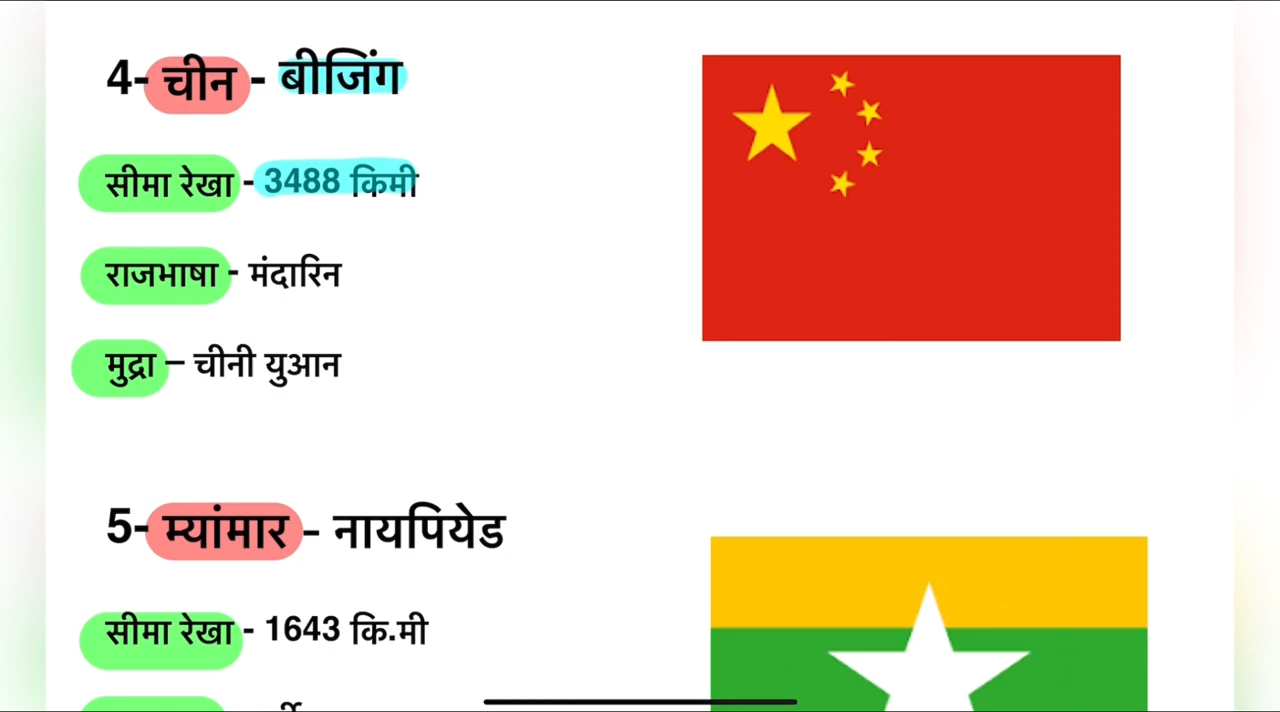 4- चीन - बीजिंग
सीमा रेखा - 3488 किमी
राजभाषा - मंदारिन
मुद्रा – चीनी युआन
5- म्यांमार – नायपियेड
सीमा रेखा - 1643 कि.मी